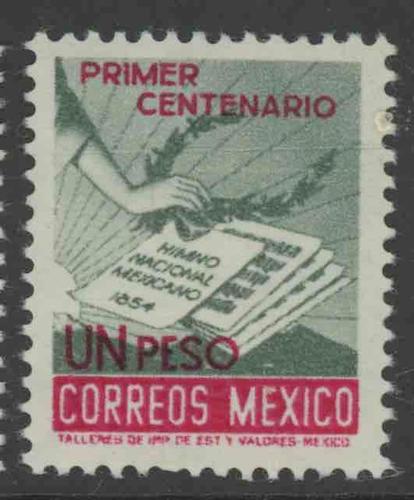 PRIMER
CENTENARIO
HIMNO
NACIONAL
MEXICANO
1854
UN PESO
CORREOS MEXICO
TALLERES DE IMP. DE EST. Y VALORES-MEXICO.